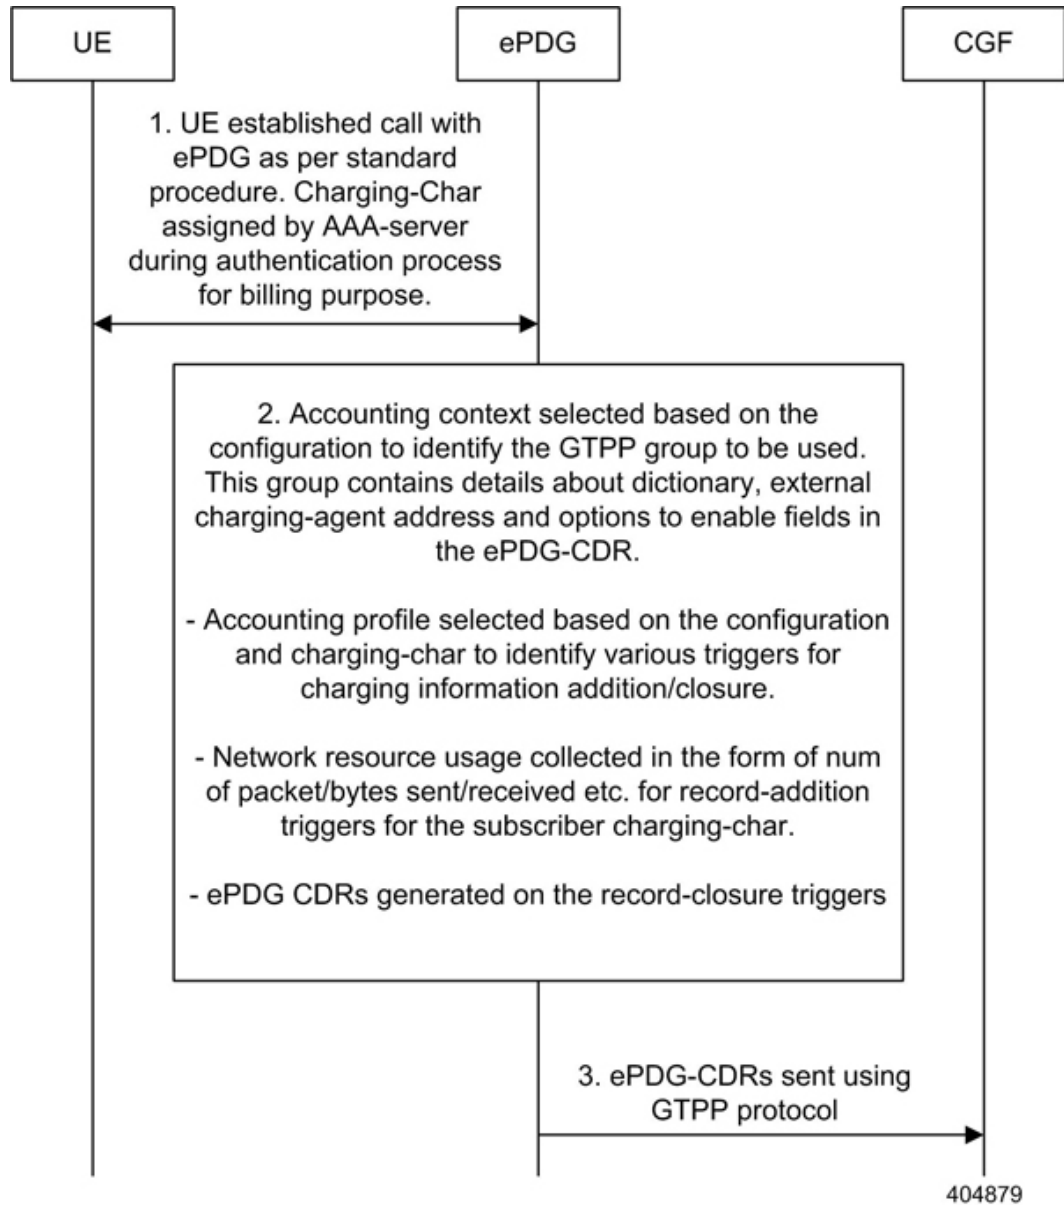 UE
ePDG
CGF
1. UE established call with
ePDG as per standard
procedure. Charging-Char
assigned by AAA-server
during authentication process
for billing purpose.
2. Accounting context selected based on the
configuration to identify the GTPP group to be used.
This group contains details about dictionary, external
charging-agent address and options to enable fields in
the ePDG-CDR.
- Accounting profile selected based on the configuration
and charging-char to identify various triggers for
charging information addition/closure.
- Network resource usage collected in the form of num
of packet/bytes sent/received etc. for record-addition
triggers for the subscriber charging-char.
- ePDG CDRs generated on the record-closure triggers
3. ePDG-CDRs sent using
GTPP protocol
404879